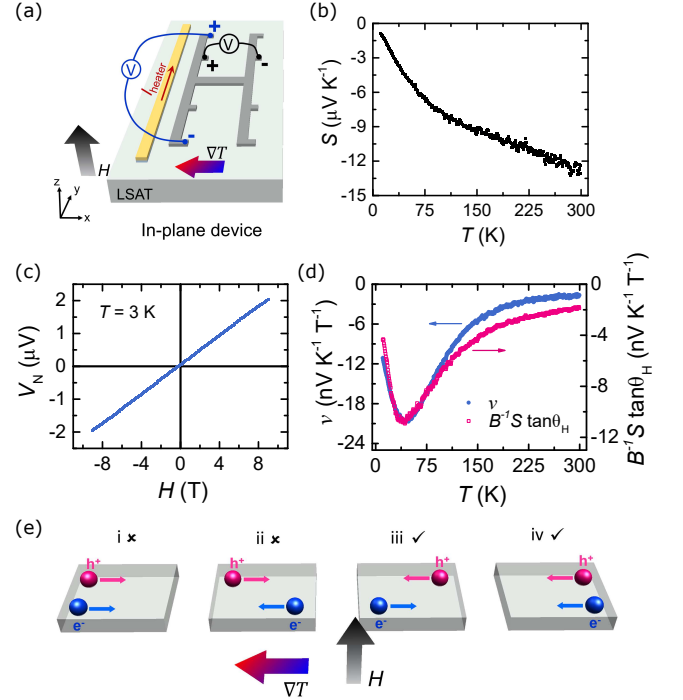 (a)
+
V
V
+
-
I_heater
-
∇T
H
z
y
x
LSAT
In-plane device
(b)
S (μV K⁻¹)
0
-3
-6
-9
-12
-15
0 75 150 225 300
T (K)
(c)
T = 3 K
V_N (μV)
2
1
0
-1
-2
-8 -4 0 4 8
H (T)
(d)
ν (nV K⁻¹ T⁻¹)
0
-6
-12
-18
-24
ν
B⁻¹S tanθ_H
0
-2
-4
-6
-8
-10
B⁻¹S tanθ_H (nV K⁻¹ T⁻¹)
0 75 150 225 300
T (K)
(e)
i ✘ ii ✘ iii ✓ iv ✓
h⁺ h⁺ h⁺ h⁺
e⁻ e⁻ e⁻ e⁻
∇T
H